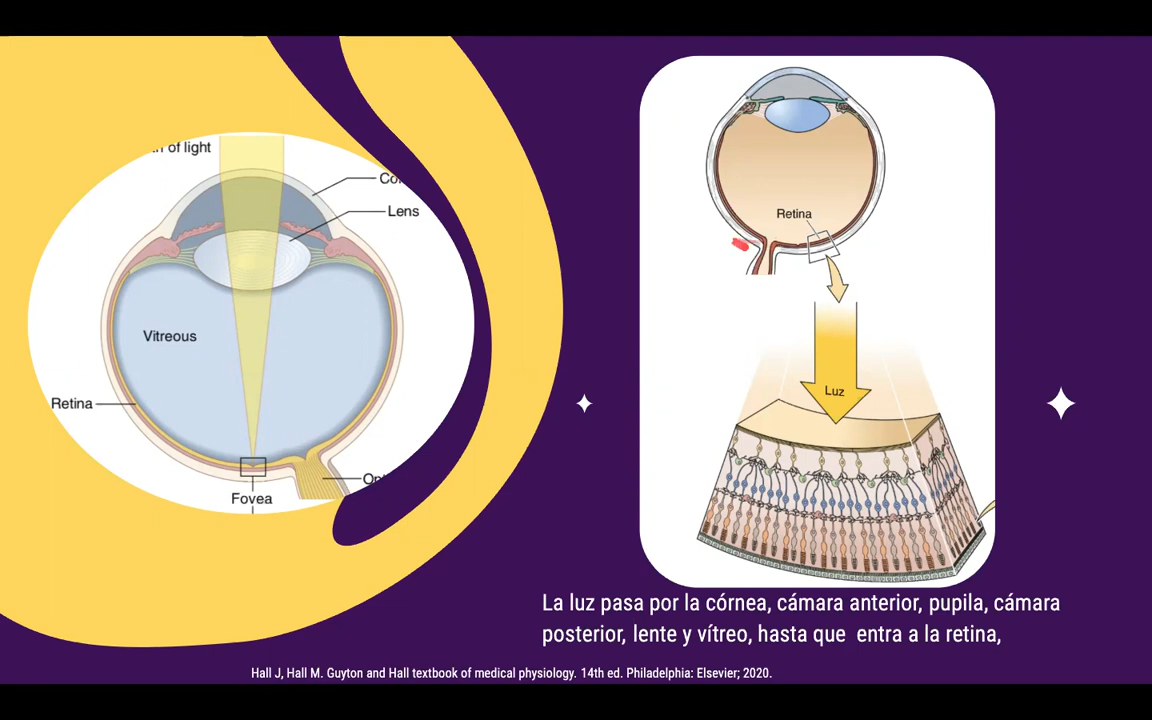 of light
Lens
Vitreous
Retina
Fovea
Retina
Luz
La luz pasa por la córnea, cámara anterior, pupila, cámara
posterior, lente y vítreo, hasta que entra a la retina,
Hall J, Hall M. Guyton and Hall textbook of medical physiology. 14th ed. Philadelphia: Elsevier; 2020.